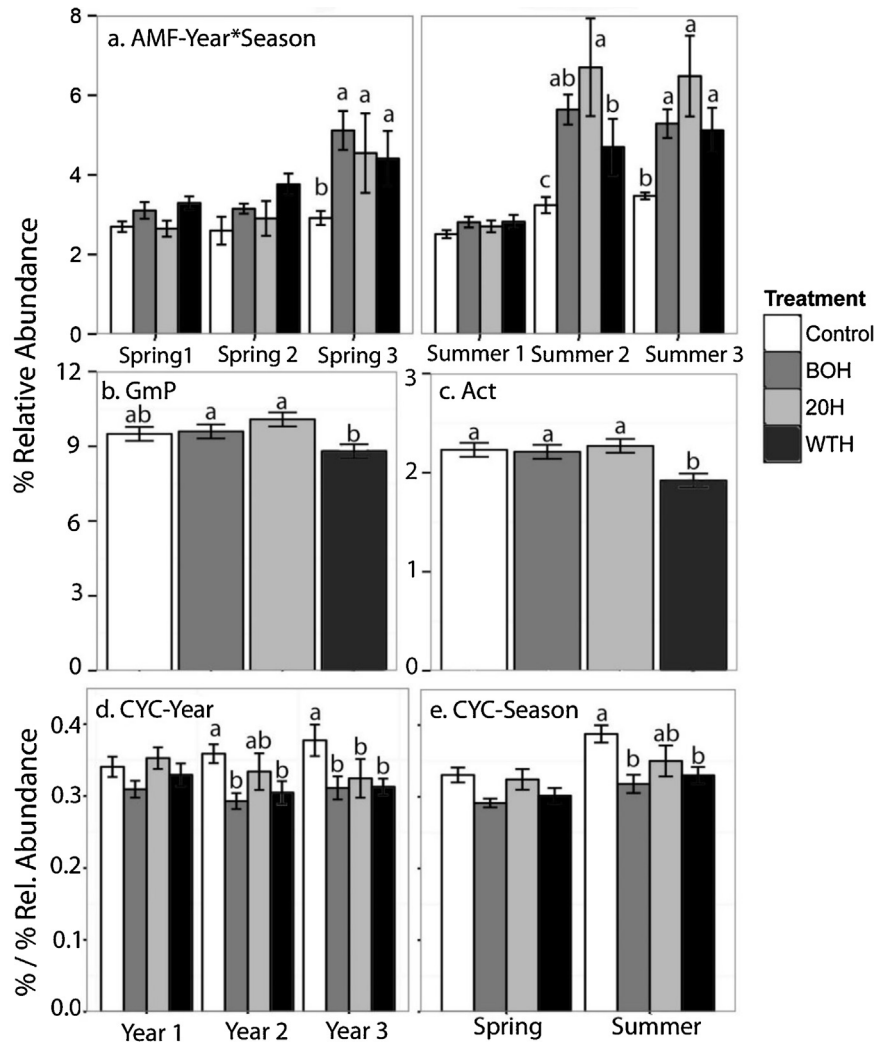 a. AMF-Year*Season
8
6
4
2
0
a a a
b
ab a b
c
a a a
b
Spring1 Spring 2 Spring 3 Summer 1 Summer 2 Summer 3
% Relative Abundance
Treatment
Control
BOH
20H
WTH
b. GmP
12
9
6
3
0
ab a a b
c. Act
3
2
1
0
a a a b
d. CYC-Year
0.4
0.3
0.2
0.1
0.0
a b ab b
a b b b
Year 1 Year 2 Year 3
% / % Rel. Abundance
e. CYC-Season
a b ab b
Spring Summer